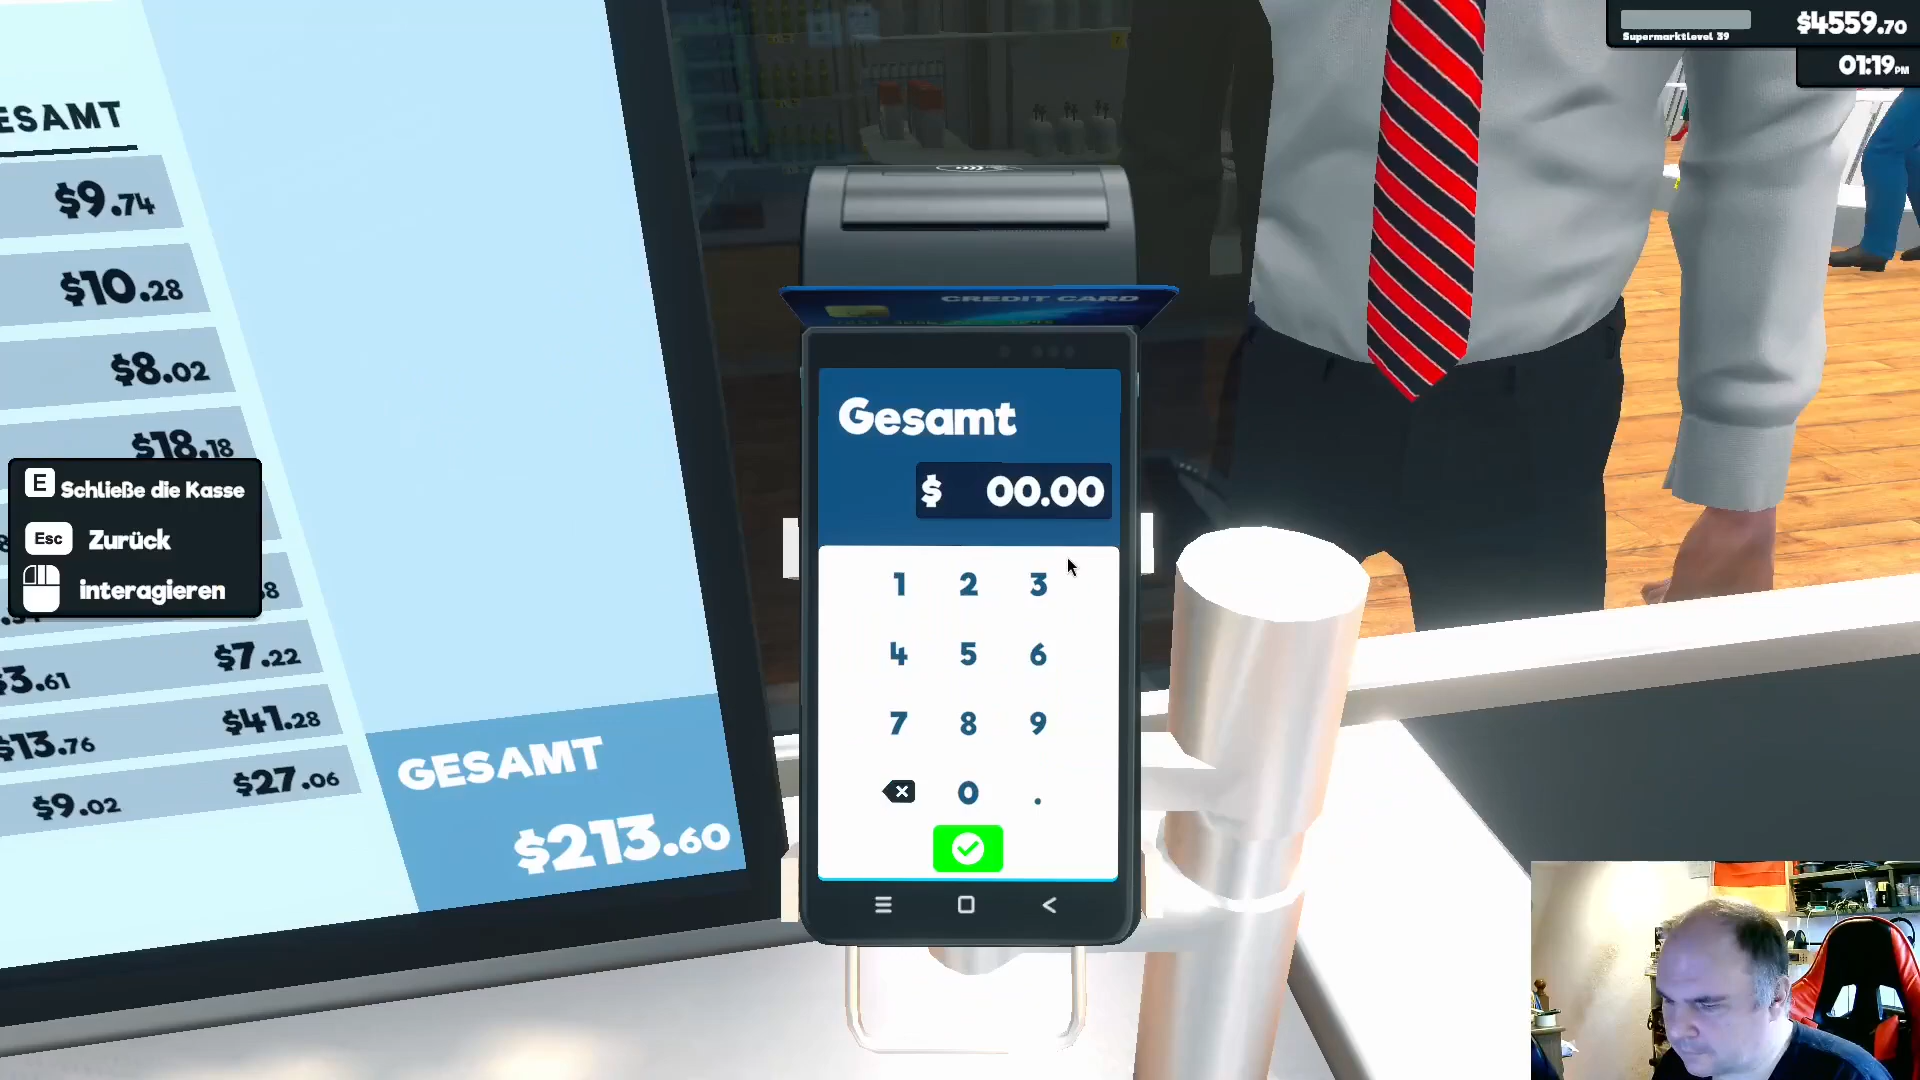 $4559.70
Supermarktlevel 39
01:19PM
ESAMT
$9.74
$10.28
$8.02
$18.18
E Schließe die Kasse
Esc Zurück
interagieren
$3.61 $7.22
$13.76 $41.28
$9.02 $27.06
GESAMT
$213.60
CREDIT CARD
Gesamt
$ 00.00
1 2 3
4 5 6
7 8 9
0 .